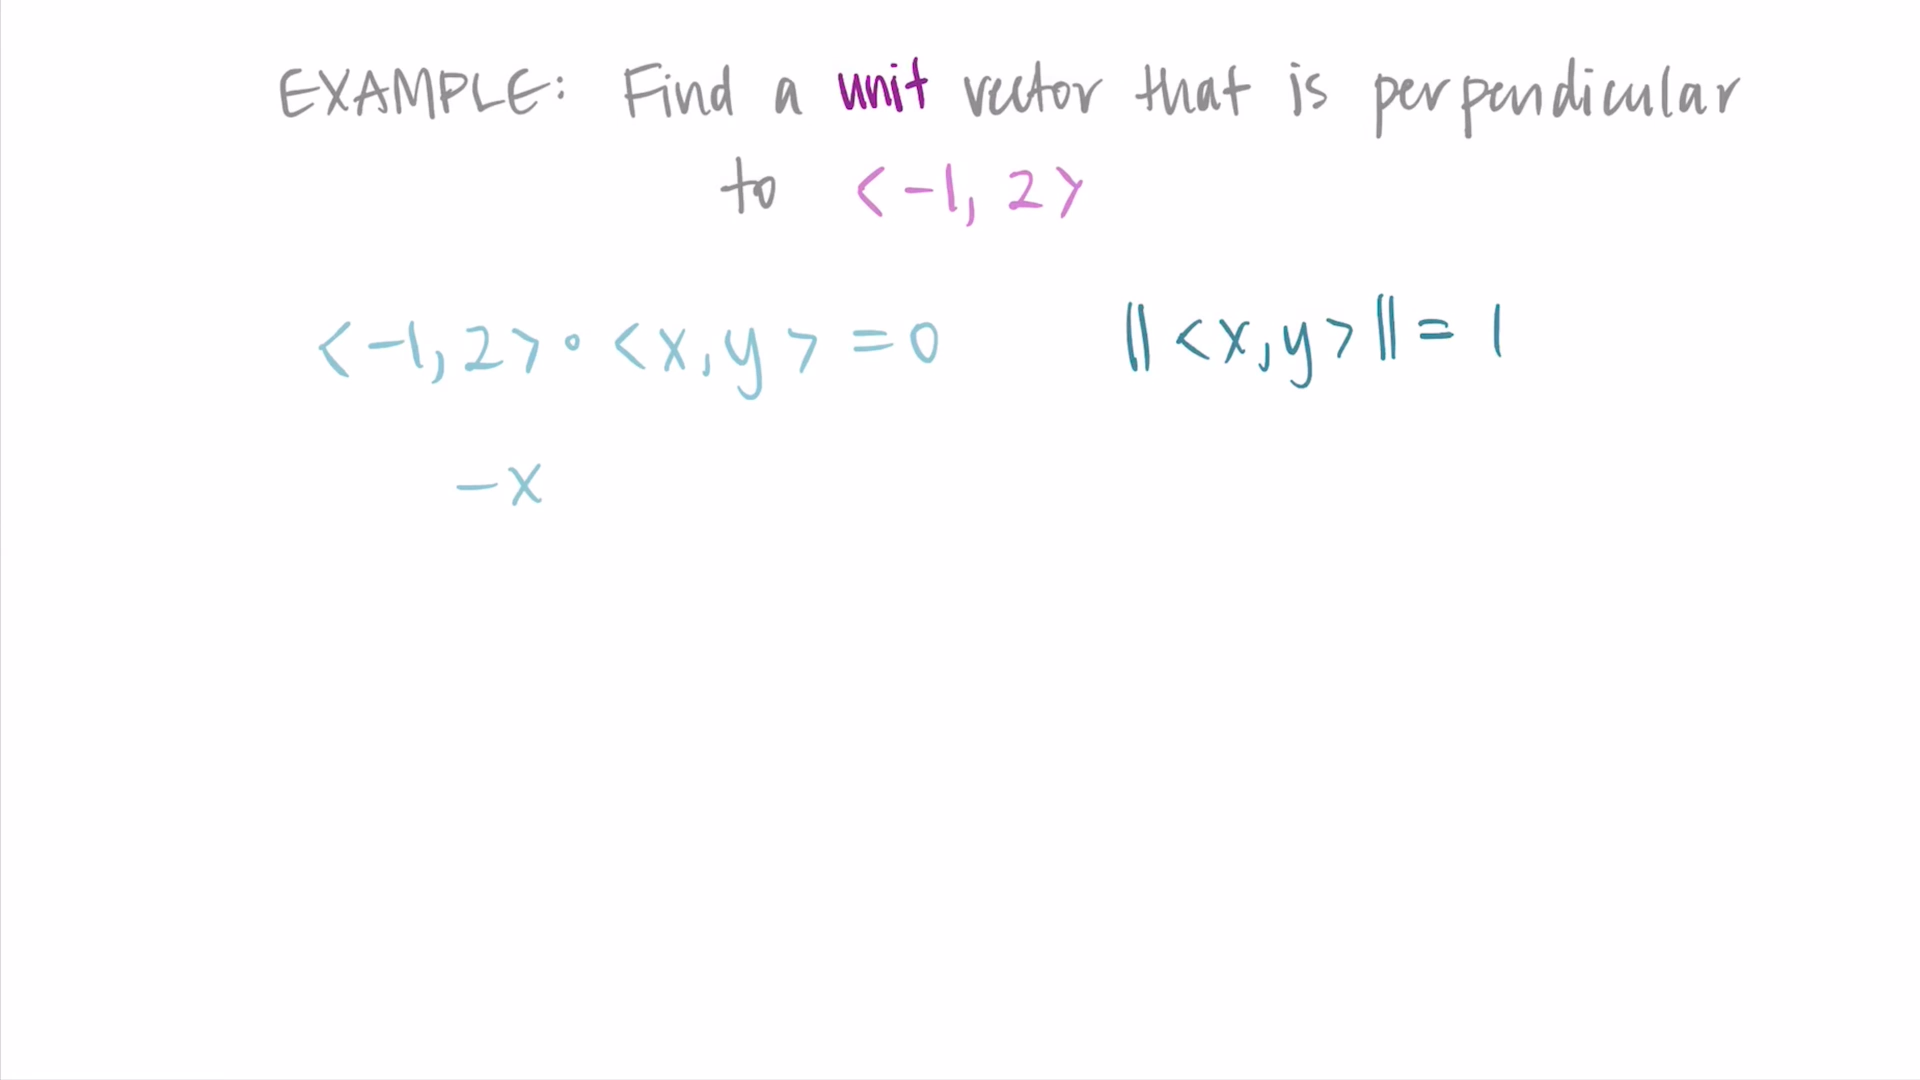 EXAMPLE: Find a unit vector that is perpendicular
to <-1, 2>
<-1, 2> ∘ <x, y> = 0
|| <x, y> || = 1
-x